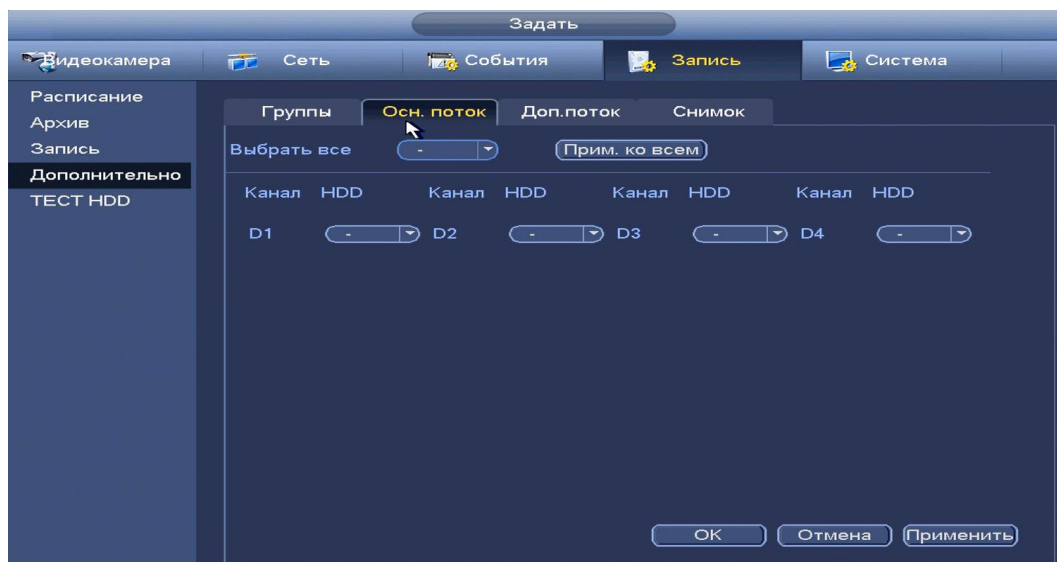 Задать
Видеокамера Сеть События Запись Система
Расписание
Архив
Запись
Дополнительно
ТЕСТ HDD
Группы Осн. поток Доп.поток Снимок
Выбрать все - Прим. ко всем
Канал HDD Канал HDD Канал HDD Канал HDD
D1 - D2 - D3 - D4 -
OK Отмена Применить